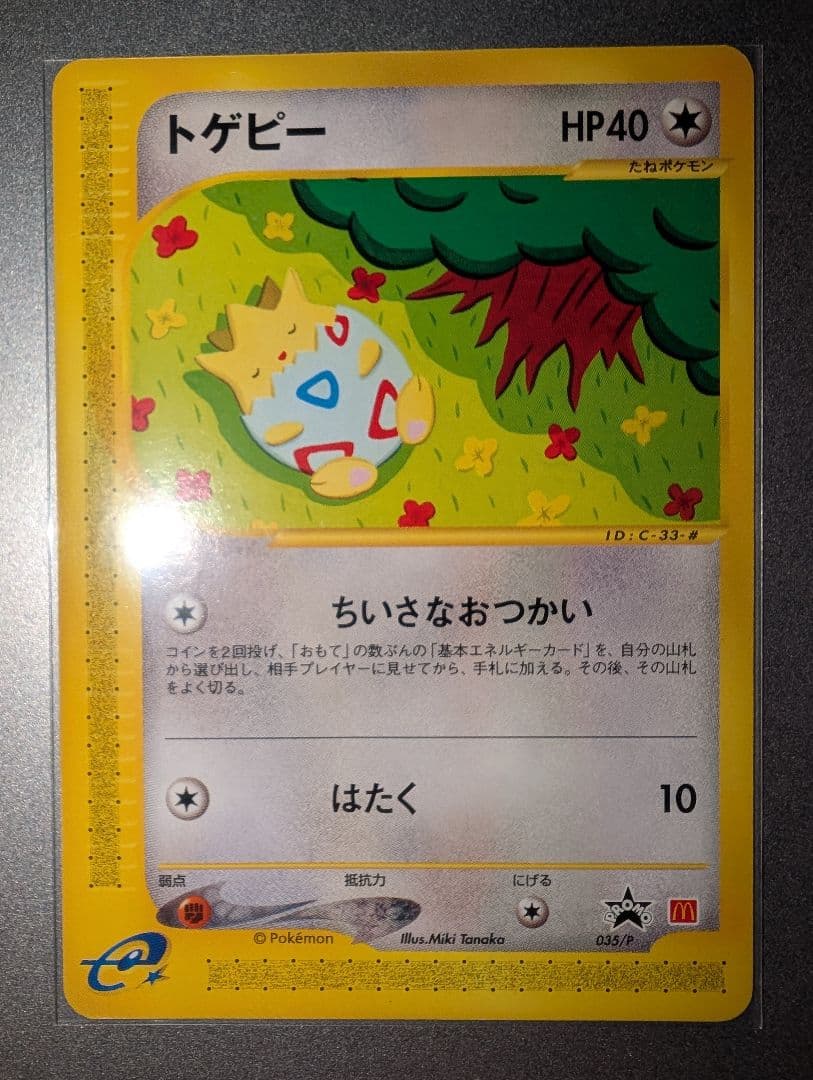 トゲピー HP40
たねポケモン
ID : C-33-#
ちいさなおつかい
コインを2回投げ、「おもて」の数ぶんの「基本エネルギーカード」を、自分の山札
から選び出し、相手プレイヤーに見せてから、手札に加える。その後、その山札
をよく切る。
はたく 10
弱点 抵抗力 にげる
PROMO
© Pokémon Illus.Miki Tanaka 035/P
e